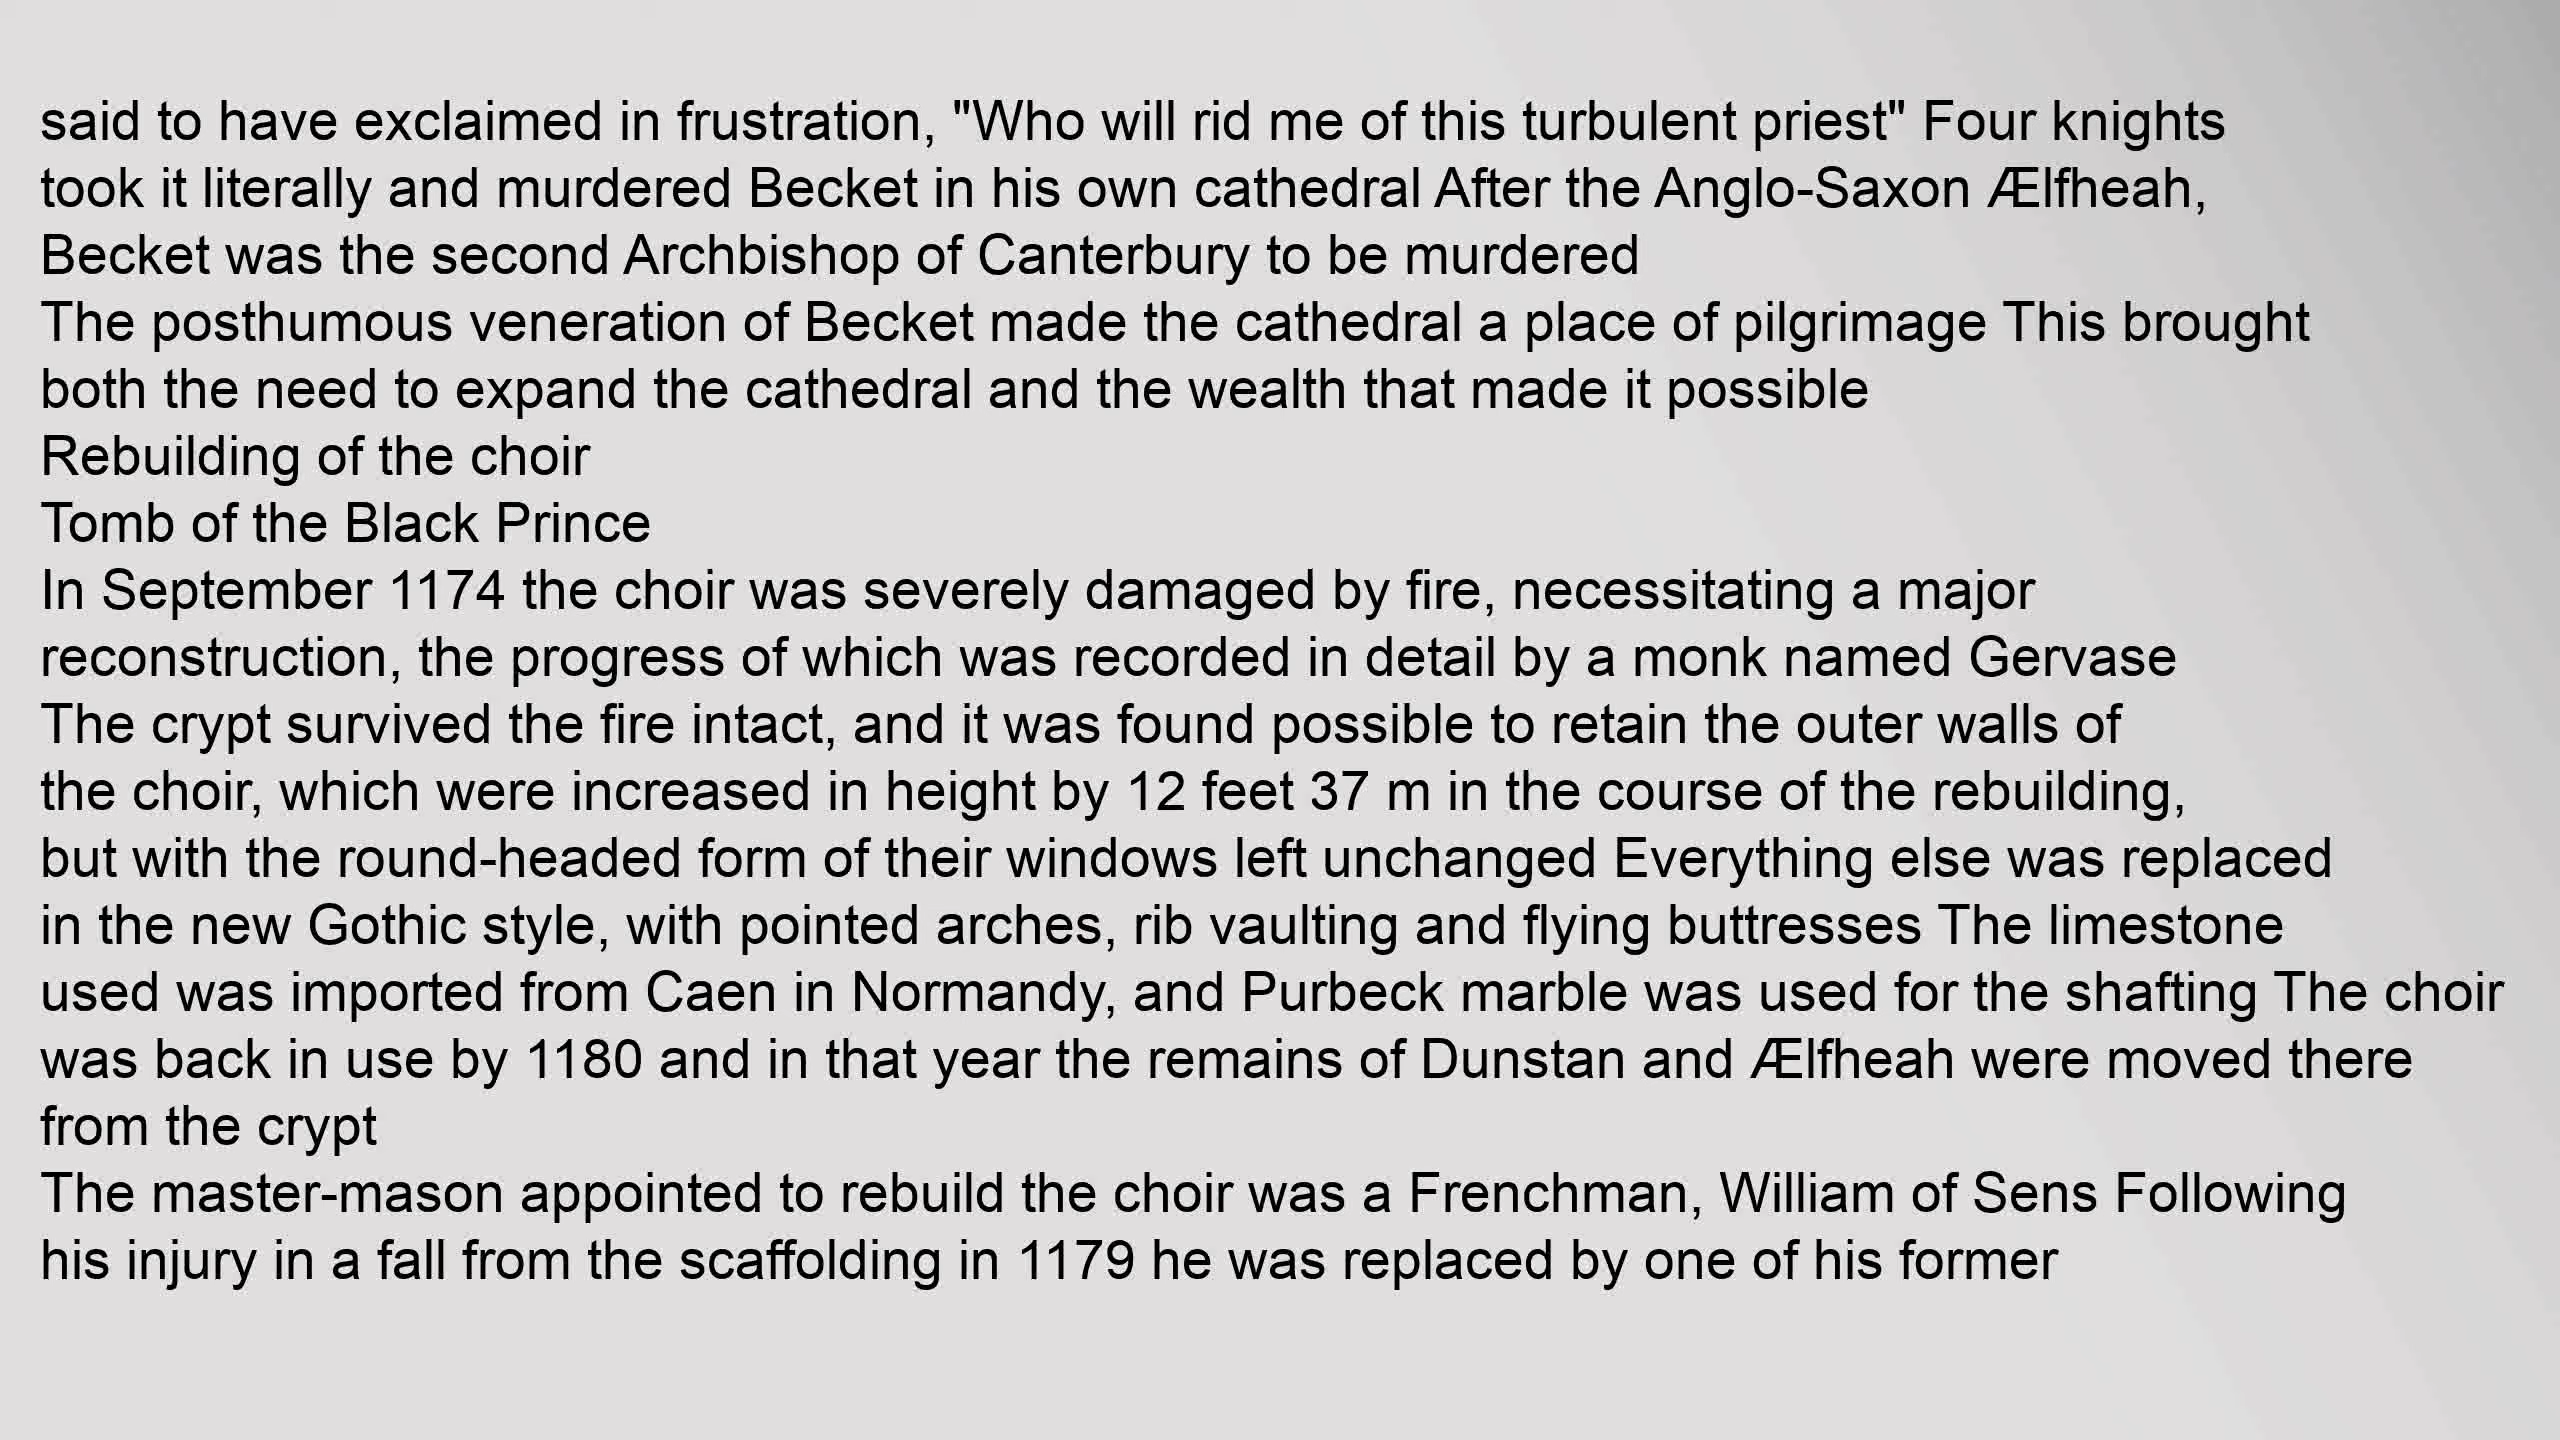 said to have exclaimed in frustration, "Who will rid me of this turbulent priest" Four knights
took it literally and murdered Becket in his own cathedral After the Anglo-Saxon Ælfheah,
Becket was the second Archbishop of Canterbury to be murdered
The posthumous veneration of Becket made the cathedral a place of pilgrimage This brought
both the need to expand the cathedral and the wealth that made it possible
Rebuilding of the choir
Tomb of the Black Prince
In September 1174 the choir was severely damaged by fire, necessitating a major
reconstruction, the progress of which was recorded in detail by a monk named Gervase
The crypt survived the fire intact, and it was found possible to retain the outer walls of
the choir, which were increased in height by 12 feet 37 m in the course of the rebuilding,
but with the round-headed form of their windows left unchanged Everything else was replaced
in the new Gothic style, with pointed arches, rib vaulting and flying buttresses The limestone
used was imported from Caen in Normandy, and Purbeck marble was used for the shafting The choir
was back in use by 1180 and in that year the remains of Dunstan and Ælfheah were moved there
from the crypt
The master-mason appointed to rebuild the choir was a Frenchman, William of Sens Following
his injury in a fall from the scaffolding in 1179 he was replaced by one of his former